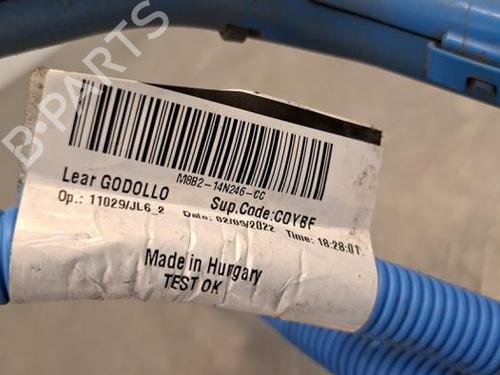 B-PARTS
M8B2-14N246-CC
Lear GODOLLO Sup.Code:CDYBF
Op.: 11029/JL6_2 Date: 02/09/2022 Time: 18:28:01
Made in Hungary
TEST OK